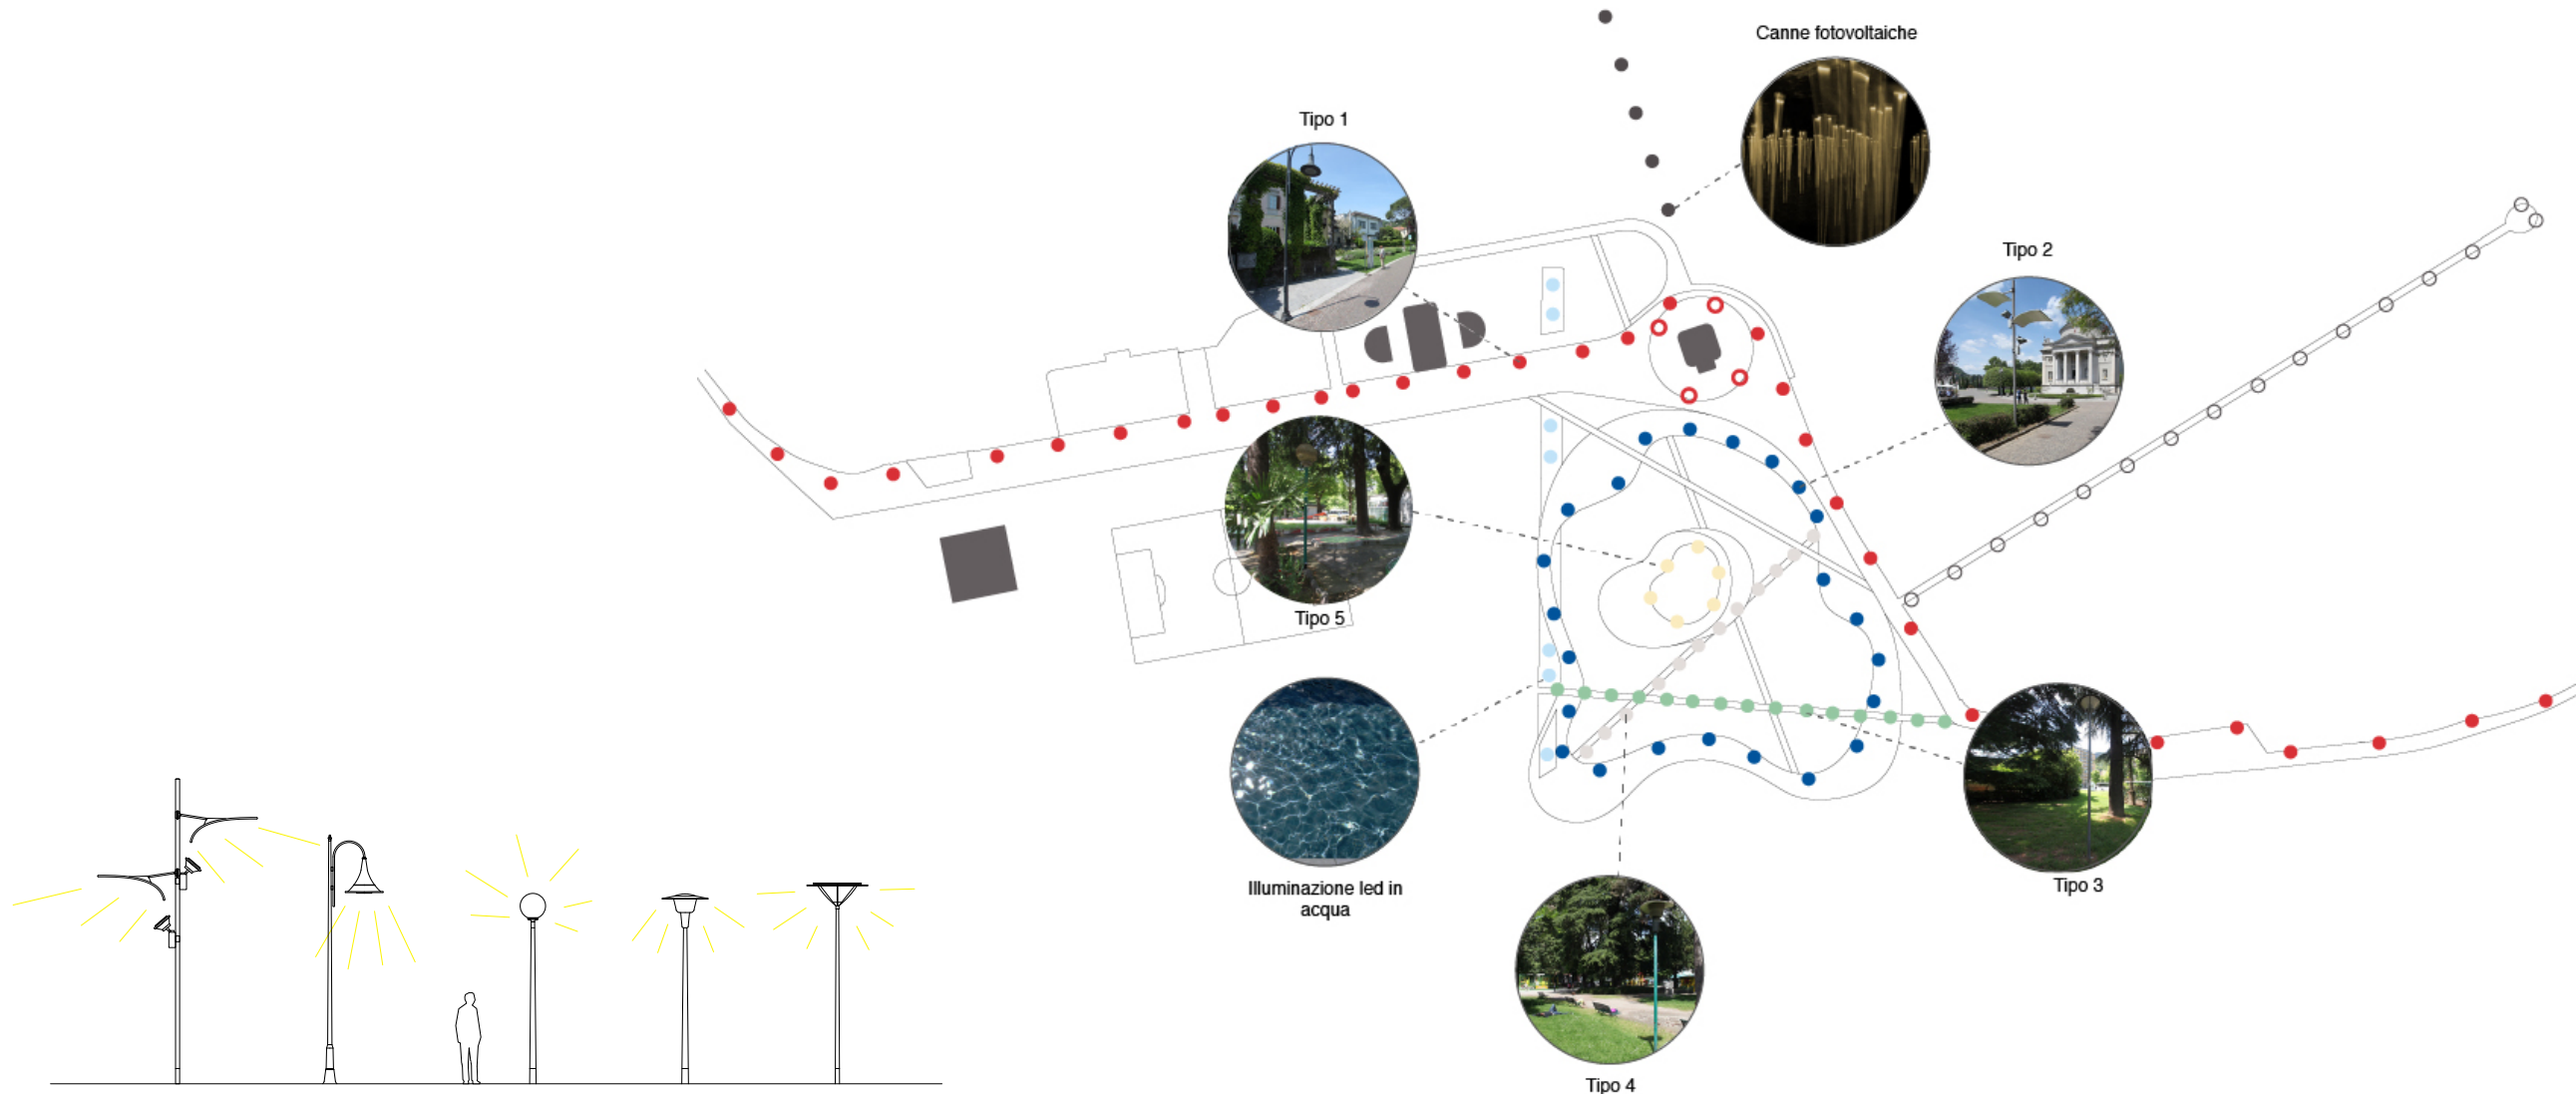 Canne fotovoltaiche
Tipo 1
Tipo 2
Tipo 5
Illuminazione led in
acqua
Tipo 3
Tipo 4